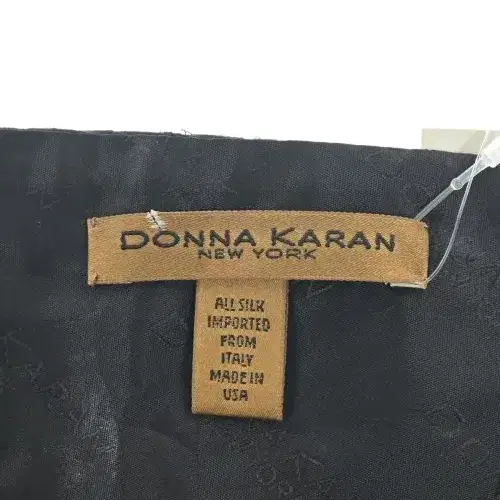 DONNA KARAN
NEW YORK
ALL SILK
IMPORTED
FROM
ITALY
MADE IN
USA